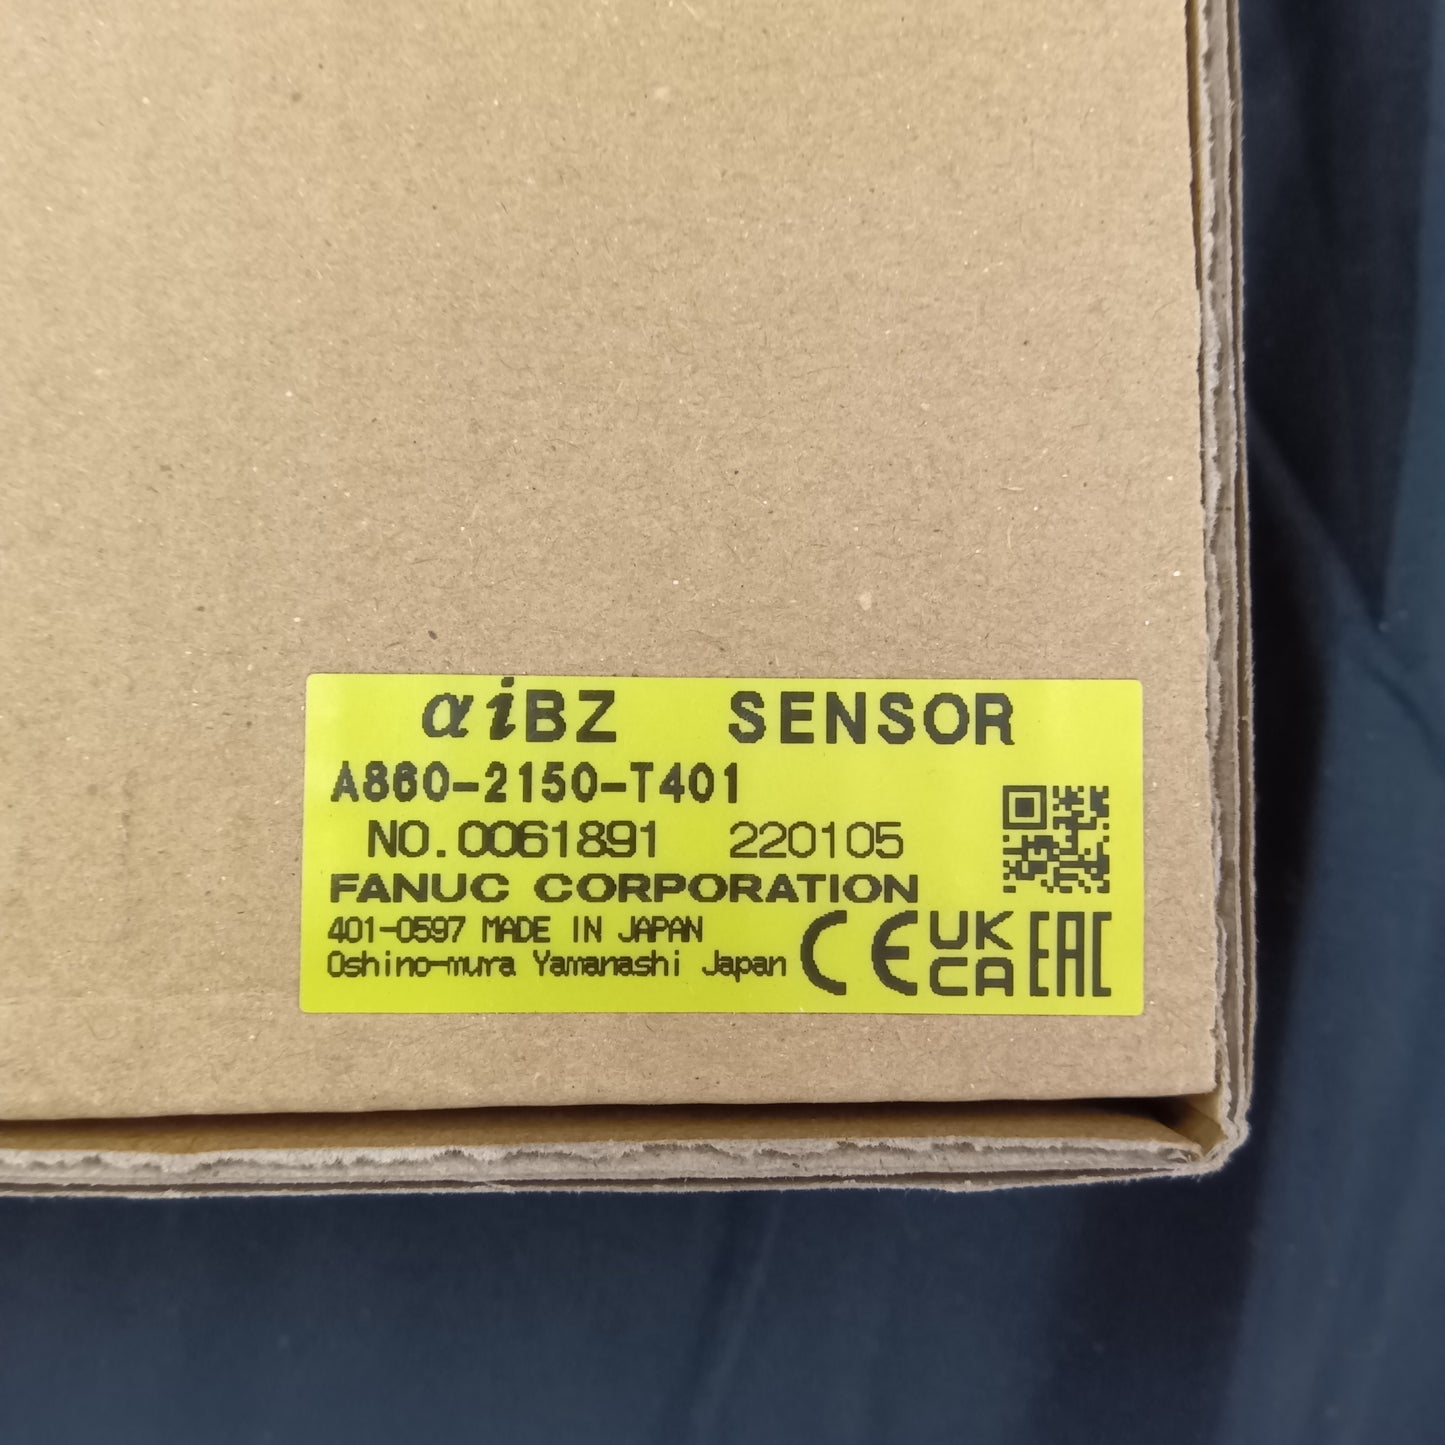 αiBZ SENSOR
A860-2150-T401
NO.0061891 220105
FANUC CORPORATION
401-0597 MADE IN JAPAN
Oshino-mura Yamanashi Japan
CE UK CA EAC